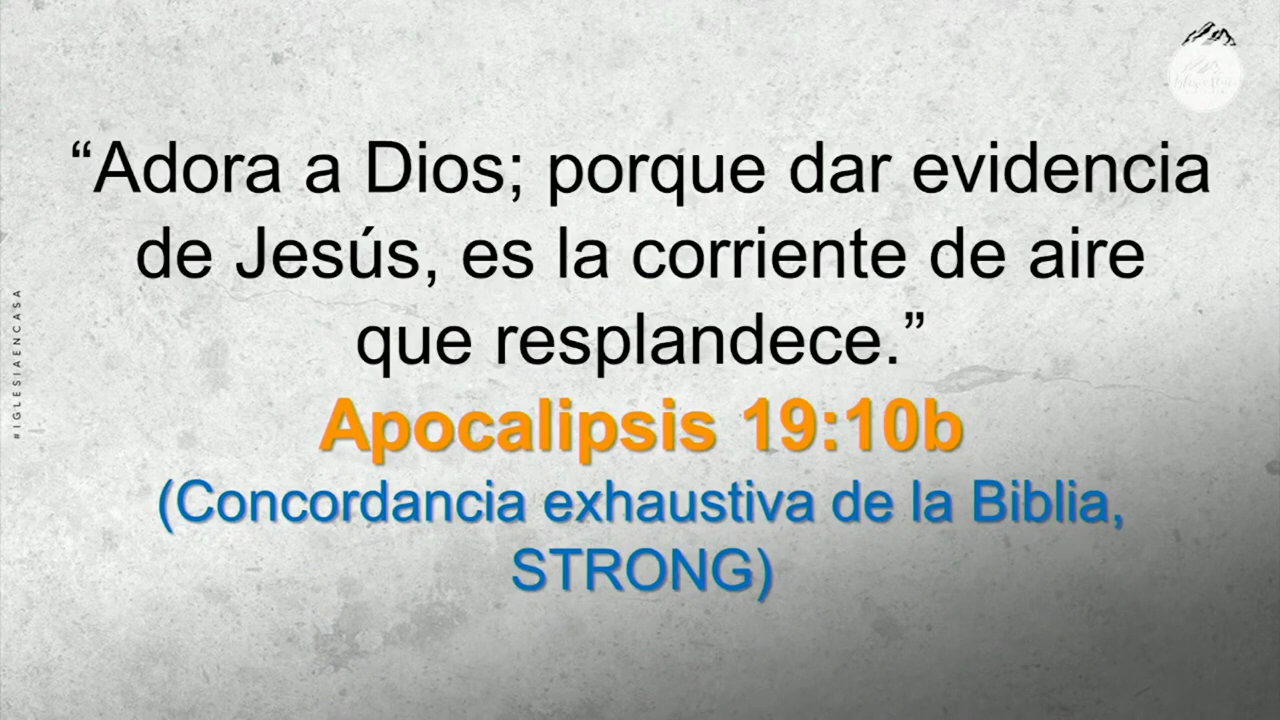 “Adora a Dios; porque dar evidencia
de Jesús, es la corriente de aire
que resplandece.”
Apocalipsis 19:10b
(Concordancia exhaustiva de la Biblia,
STRONG)
#IGLESIAENCASA